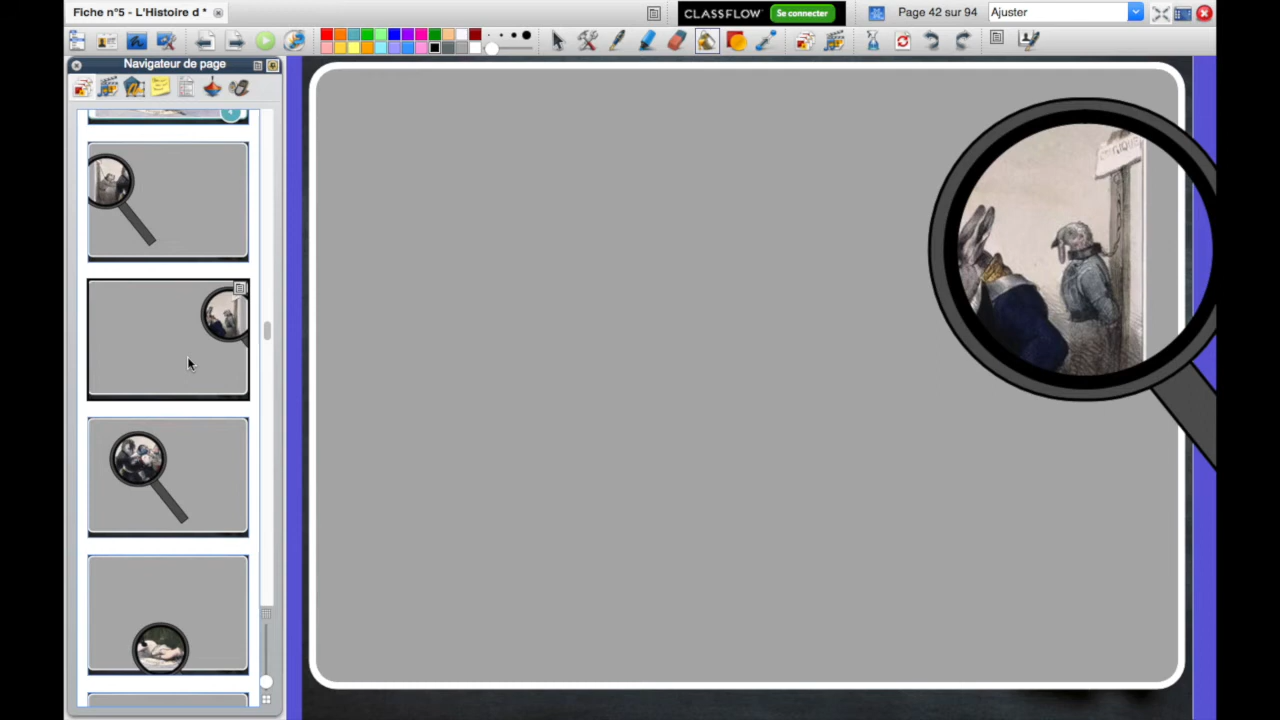 Fiche n°5 - L'Histoire d *
CLASSFLOW Se connecter
Page 42 sur 94
Ajuster
Navigateur de page